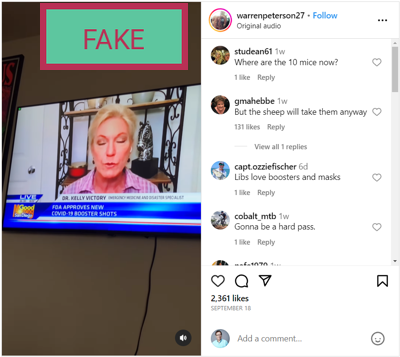 FAKE
LIVE
Good
DR. KELLY VICTORY EMERGENCY MEDICINE AND DISASTER SPECIALIST
FDA APPROVES NEW
COVID-19 BOOSTER SHOTS
warrenpeterson27 • Follow
Original audio
studean61 1w
Where are the 10 mice now?
1 like Reply
gmahebbe 1w
But the sheep will take them anyway
131 likes Reply
View all 1 replies
capt.ozziefischer 6d
Libs love boosters and masks
1 like Reply
cobalt_mtb 1w
Gonna be a hard pass.
1 like Reply
2,361 likes
SEPTEMBER 18
Add a comment...